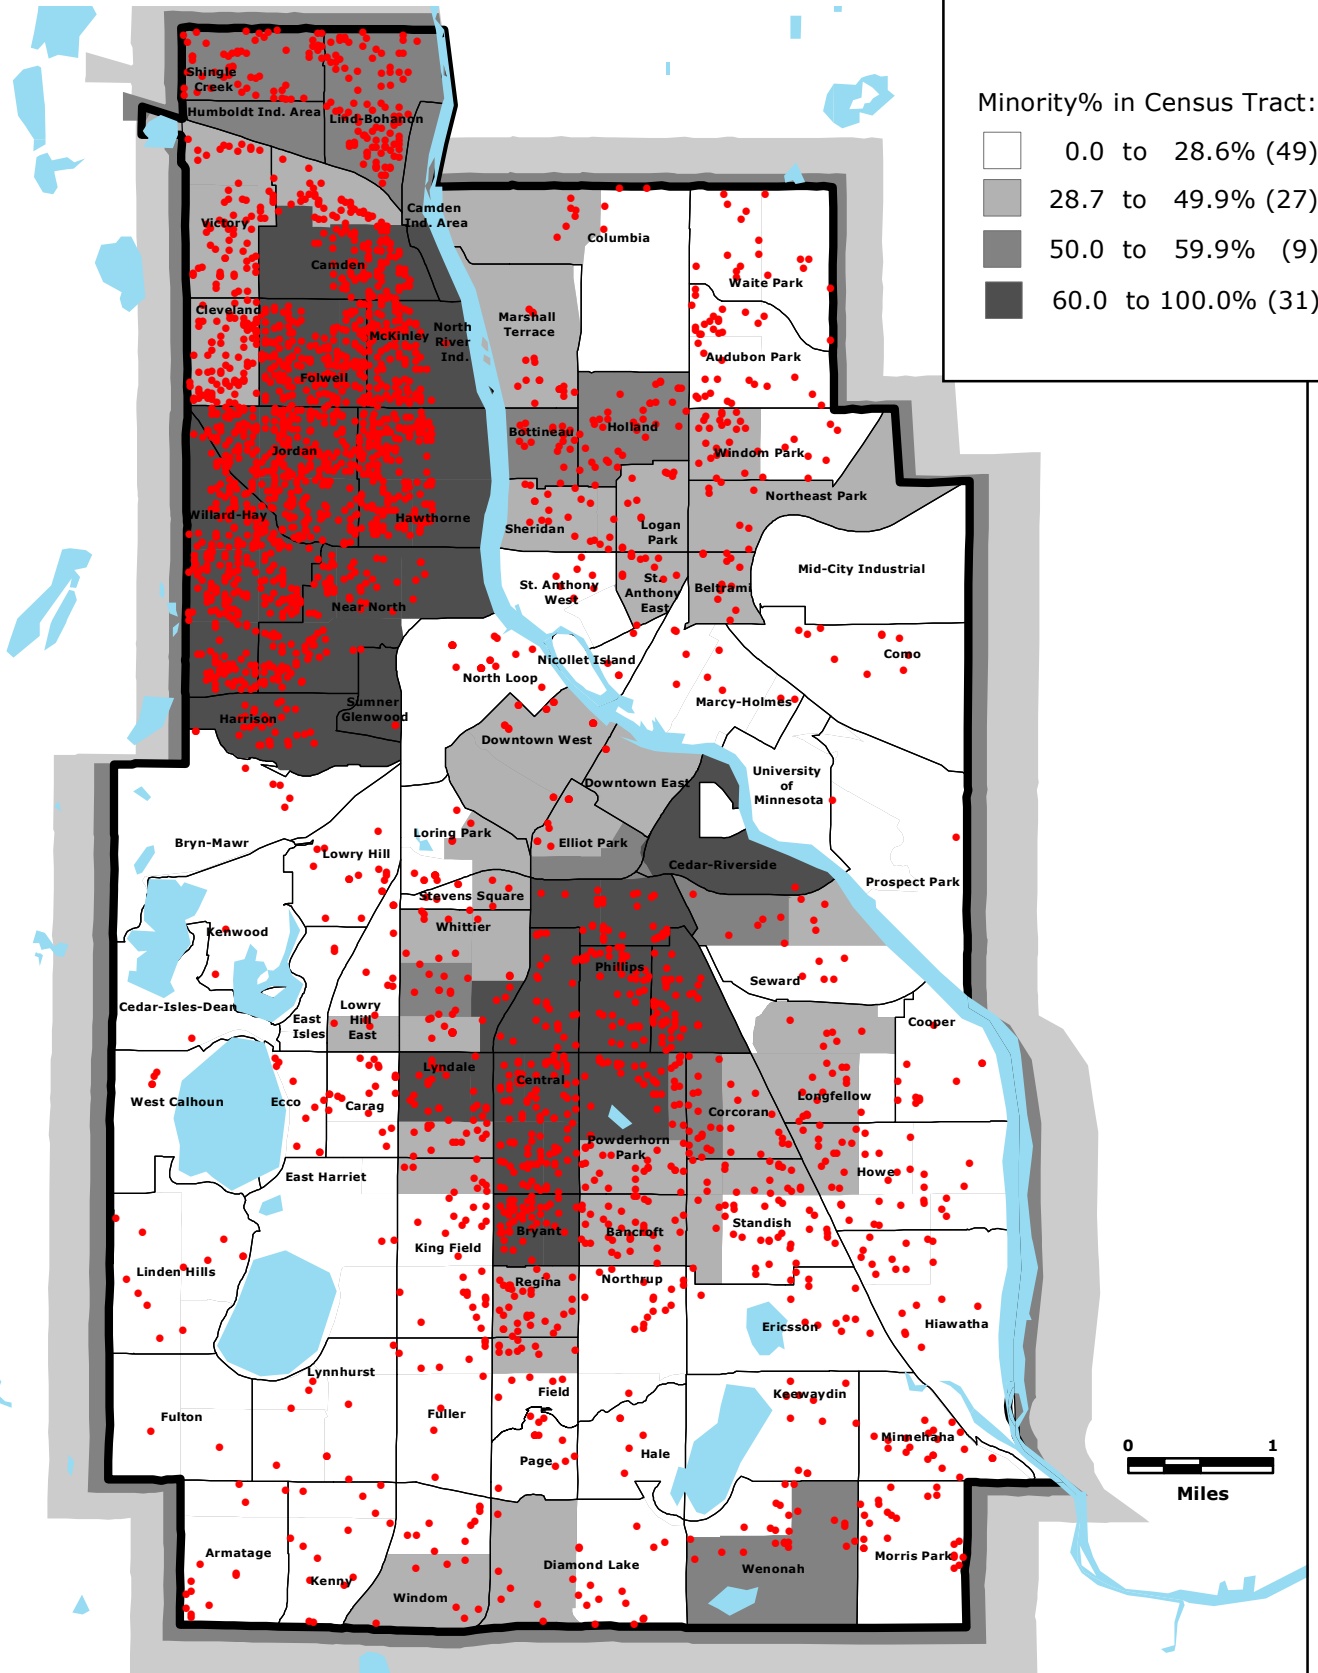 Minority% in Census Tract:
0.0 to 28.6% (49)
28.7 to 49.9% (27)
50.0 to 59.9% (9)
60.0 to 100.0% (31)
Shingle
Creek
Humboldt Ind. Area
Lind-Bohanon
Camden
Ind. Area
Victory
Columbia
Camden
Waite Park
Cleveland
Marshall
Terrace
McKinley
North
River
Ind.
Audubon Park
Folwell
Bottineau
Holland
Jordan
Windom Park
Northeast Park
Willard-Hay
Hawthorne
Sheridan
Logan
Park
Mid-City Industrial
St. Anthony
West
St.
Anthony
East
Beltrami
Near North
Nicollet Island
Como
North Loop
Marcy-Holmes
Sumner
Glenwood
Harrison
Downtown West
Downtown East
University
of
Minnesota
Bryn-Mawr
Loring Park
Elliot Park
Lowry Hill
Cedar-Riverside
Prospect Park
Stevens Square
Kenwood
Whittier
Phillips
Seward
Cedar-Isles-Dean
East
Isles
Lowry
Hill
East
Cooper
Lyndale
Central
West Calhoun
Ecco
Carag
Corcoran
Longfellow
Powderhorn
Park
East Harriet
Howe
Standish
King Field
Bryant
Bancroft
Linden Hills
Regina
Northrup
Ericsson
Hiawatha
Lynnhurst
Field
Keewaydin
Fulton
Fuller
Minnehaha
Page
Hale
0 1
Miles
Armatage
Kenny
Diamond Lake
Wenonah
Morris Park
Windom